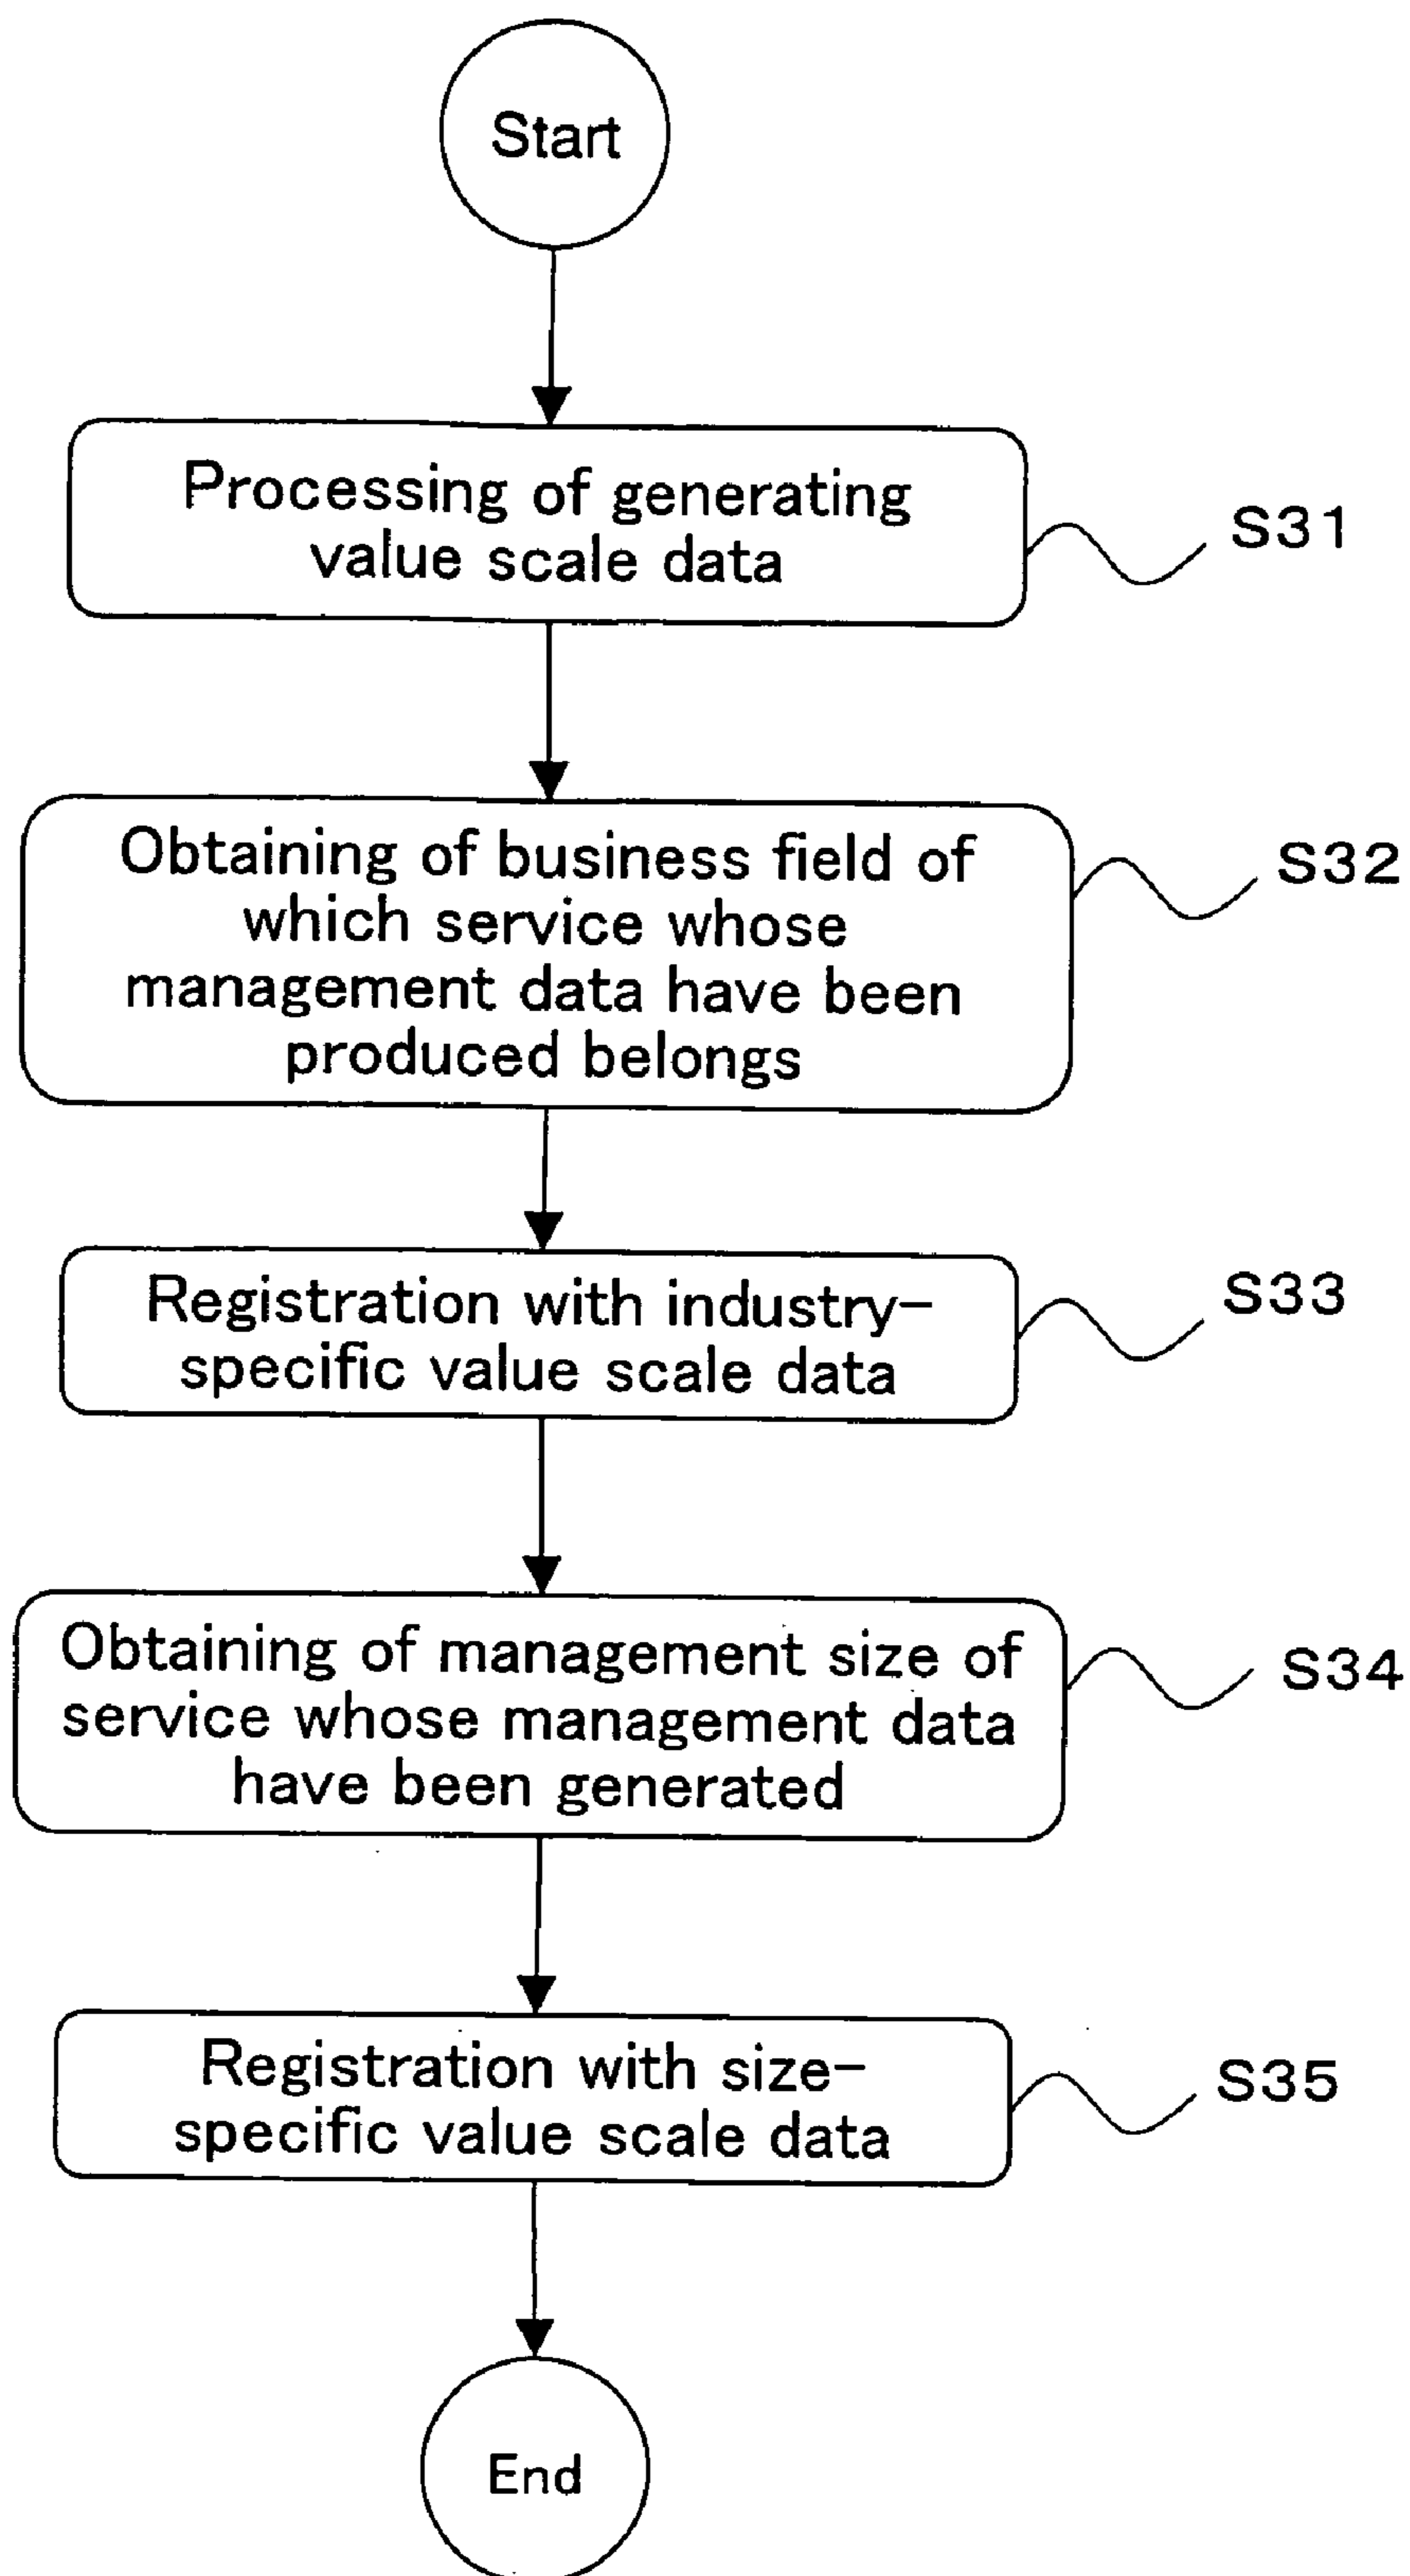 Start
Processing of generating
value scale data
S31
Obtaining of business field of
which service whose
management data have been
produced belongs
S32
Registration with industry-
specific value scale data
S33
Obtaining of management size of
service whose management data
have been generated
S34
Registration with size-
specific value scale data
S35
End